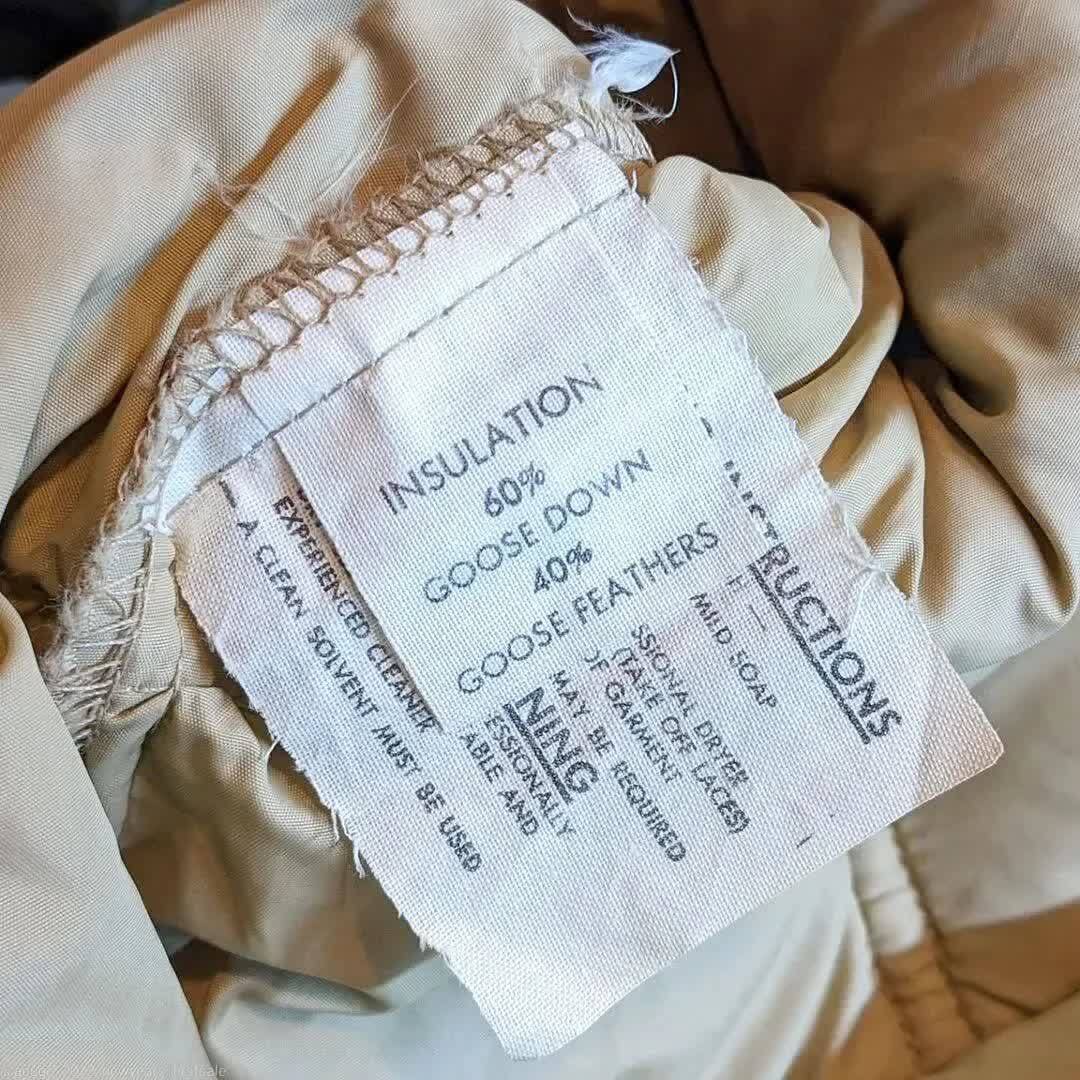 INSULATION
60%
GOOSE DOWN
40%
GOOSE FEATHERS
RUCTIONS
MILD SOAP
SSIONAL DRYER
(TAKE OFF LACES)
OF GARMENT
MAY BE REQUIRED
NING
ESSIONALLY
ABLE AND
EXPERIENCED CLEANER
A CLEAN SOLVENT MUST BE USED